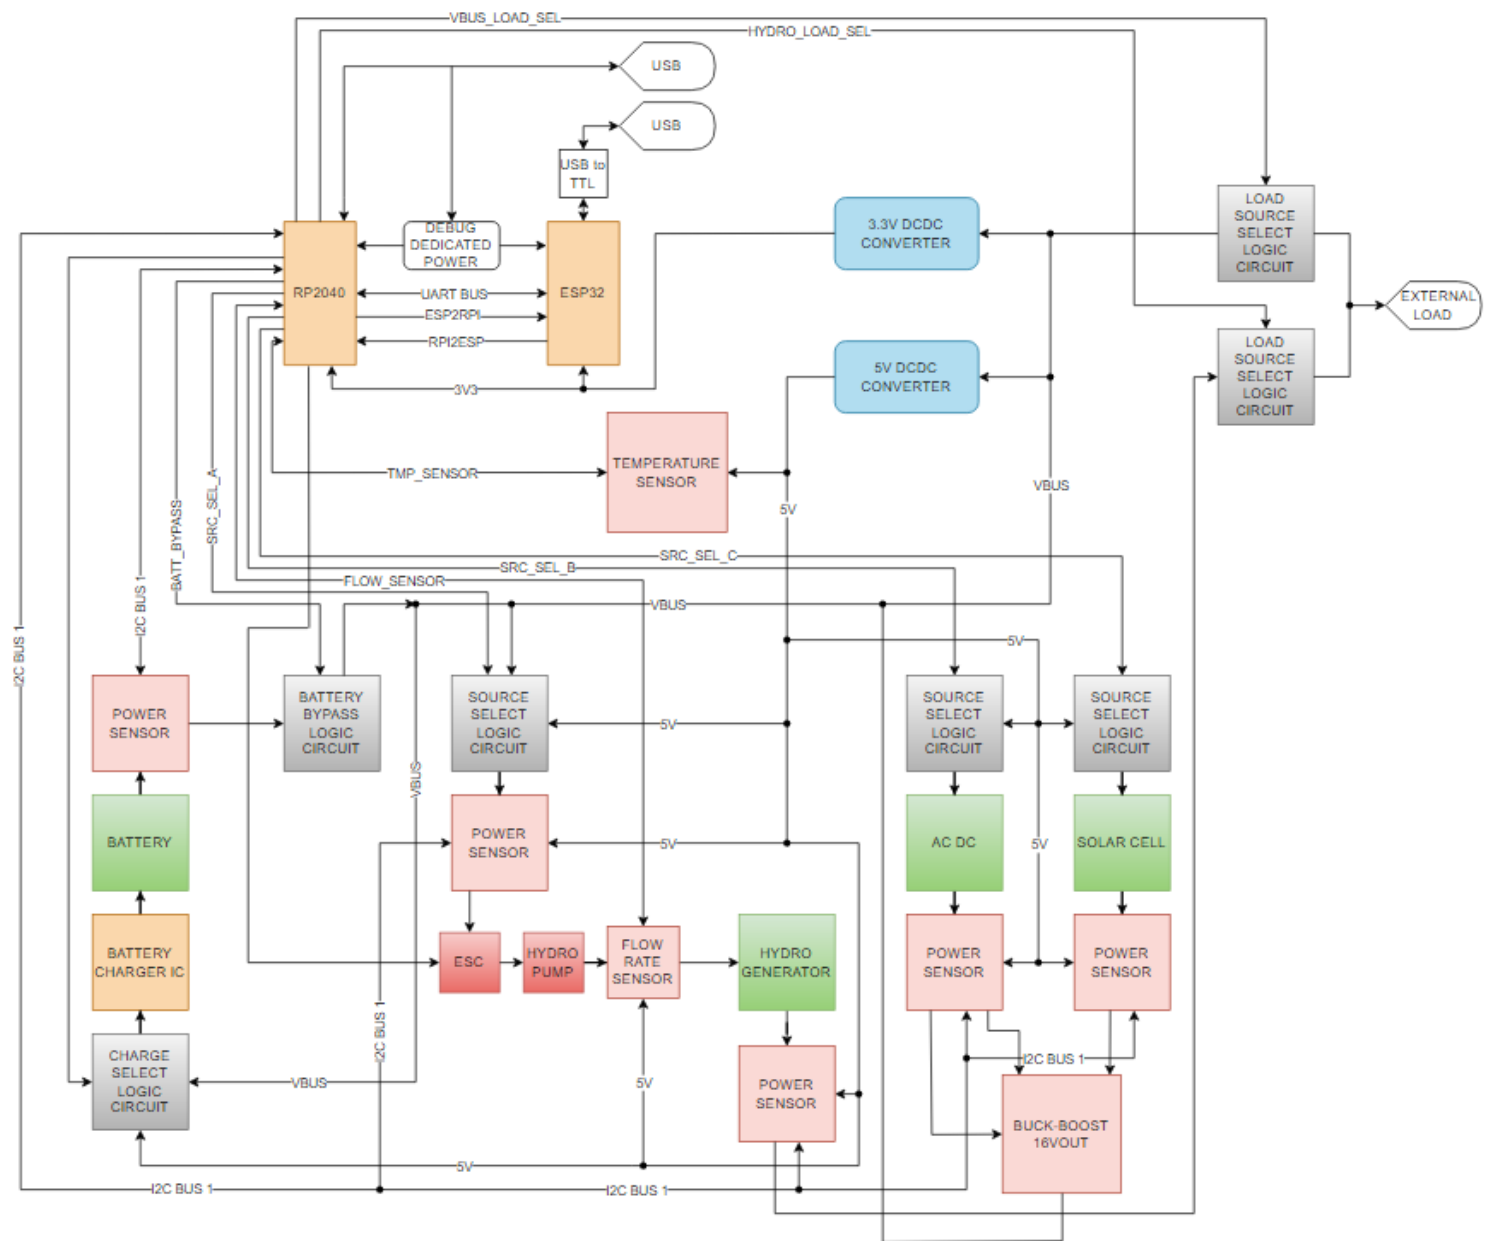 VBUS_LOAD_SEL
HYDRO_LOAD_SEL
USB
USB
USB to
TTL
DEBUG
DEDICATED
POWER
RP2040
UART BUS
ESP2RPI
RPI2ESP
ESP32
3V3
3.3V DCDC
CONVERTER
5V DCDC
CONVERTER
LOAD
SOURCE
SELECT
LOGIC
CIRCUIT
EXTERNAL
LOAD
LOAD
SOURCE
SELECT
LOGIC
CIRCUIT
TEMPERATURE
SENSOR
TMP_SENSOR
5V
VBUS
SRC_SEL_A
BATT_BYPASS
I2C BUS 1
I2C BUS 1
SRC_SEL_C
SRC_SEL_B
FLOW_SENSOR
VBUS
5V
POWER
SENSOR
BATTERY
BYPASS
LOGIC
CIRCUIT
SOURCE
SELECT
LOGIC
CIRCUIT
5V
SOURCE
SELECT
LOGIC
CIRCUIT
SOURCE
SELECT
LOGIC
CIRCUIT
VBUS
BATTERY
POWER
SENSOR
5V
AC DC
5V
SOLAR CELL
BATTERY
CHARGER IC
ESC
HYDRO
PUMP
FLOW
RATE
SENSOR
HYDRO
GENERATOR
POWER
SENSOR
POWER
SENSOR
I2C BUS 1
CHARGE
SELECT
LOGIC
CIRCUIT
VBUS
5V
POWER
SENSOR
I2C BUS 1
BUCK-BOOST
16VOUT
5V
I2C BUS 1
I2C BUS 1